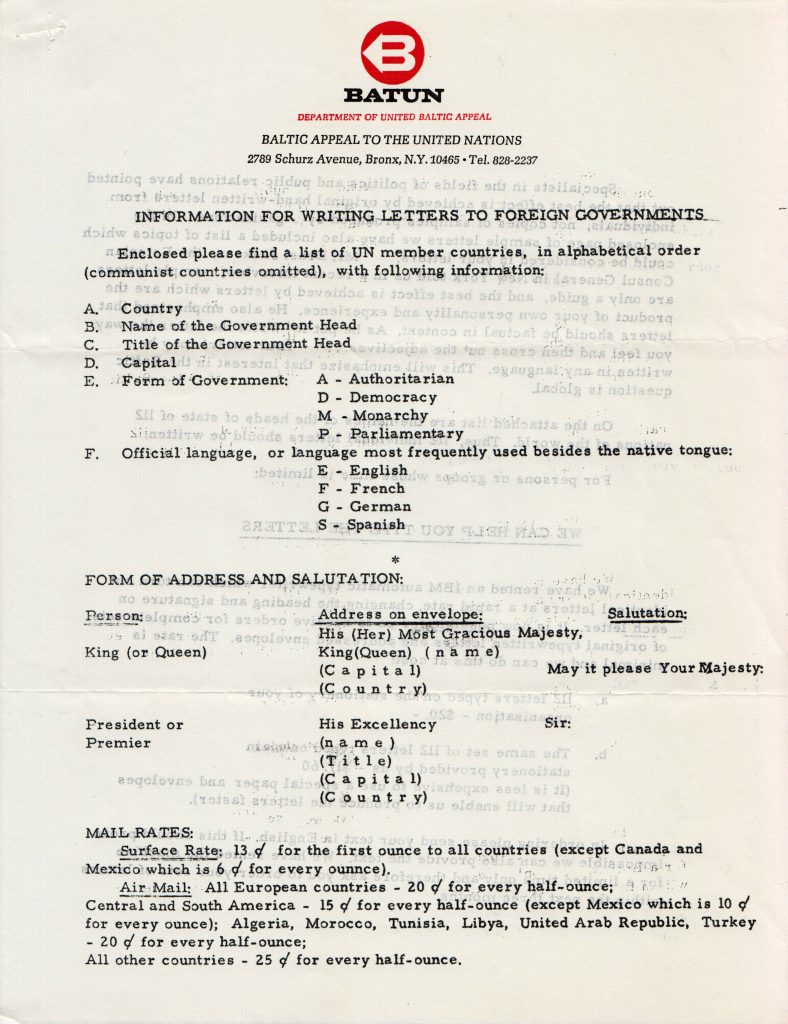 B
BATUN
DEPARTMENT OF UNITED BALTIC APPEAL
BALTIC APPEAL TO THE UNITED NATIONS
2789 Schurz Avenue, Bronx, N.Y. 10465 • Tel. 828-2237
INFORMATION FOR WRITING LETTERS TO FOREIGN GOVERNMENTS
Enclosed please find a list of UN member countries, in alphabetical order
(communist countries omitted), with following information:
A. Country
B. Name of the Government Head
C. Title of the Government Head
D. Capital
E. Form of Government: A - Authoritarian
D - Democracy
M - Monarchy
P - Parliamentary
F. Official language, or language most frequently used besides the native tongue:
E - English
F - French
G - German
S - Spanish
*
FORM OF ADDRESS AND SALUTATION:
Person: Address on envelope: Salutation:
His (Her) Most Gracious Majesty,
King (or Queen) King(Queen) (name)
(Capital) May it please Your Majesty:
(Country)
President or His Excellency Sir:
Premier (name)
(Title)
(Capital)
(Country)
MAIL RATES:
Surface Rate: 13 ¢ for the first ounce to all countries (except Canada and
Mexico which is 6 ¢ for every ounnce).
Air Mail: All European countries - 20 ¢ for every half-ounce;
Central and South America - 15 ¢ for every half-ounce (except Mexico which is 10 ¢
for every ounce); Algeria, Morocco, Tunisia, Libya, United Arab Republic, Turkey
- 20 ¢ for every half-ounce;
All other countries - 25 ¢ for every half-ounce.